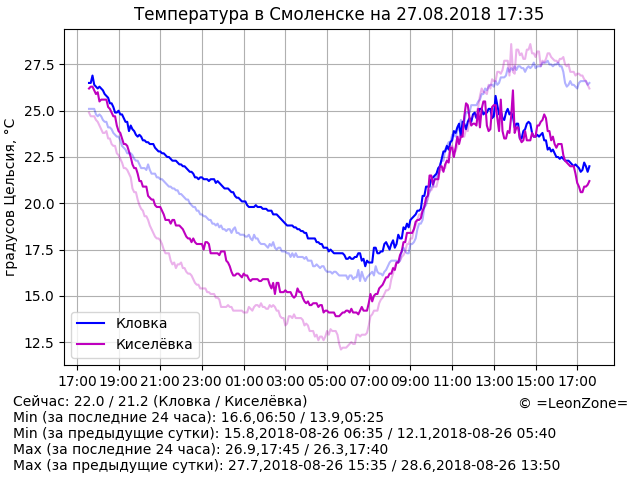 Температура в Смоленске на 27.08.2018 17:35
градусов Цельсия, °C
27.5
25.0
22.5
20.0
17.5
15.0
12.5
Кловка
Киселёвка
17:00 19:00 21:00 23:00 01:00 03:00 05:00 07:00 09:00 11:00 13:00 15:00 17:00
Сейчас: 22.0 / 21.2 (Кловка / Киселёвка)
© =LeonZone=
Min (за последние 24 часа): 16.6,06:50 / 13.9,05:25
Min (за предыдущие сутки): 15.8,2018-08-26 06:35 / 12.1,2018-08-26 05:40
Max (за последние 24 часа): 26.9,17:45 / 26.3,17:40
Max (за предыдущие сутки): 27.7,2018-08-26 15:35 / 28.6,2018-08-26 13:50